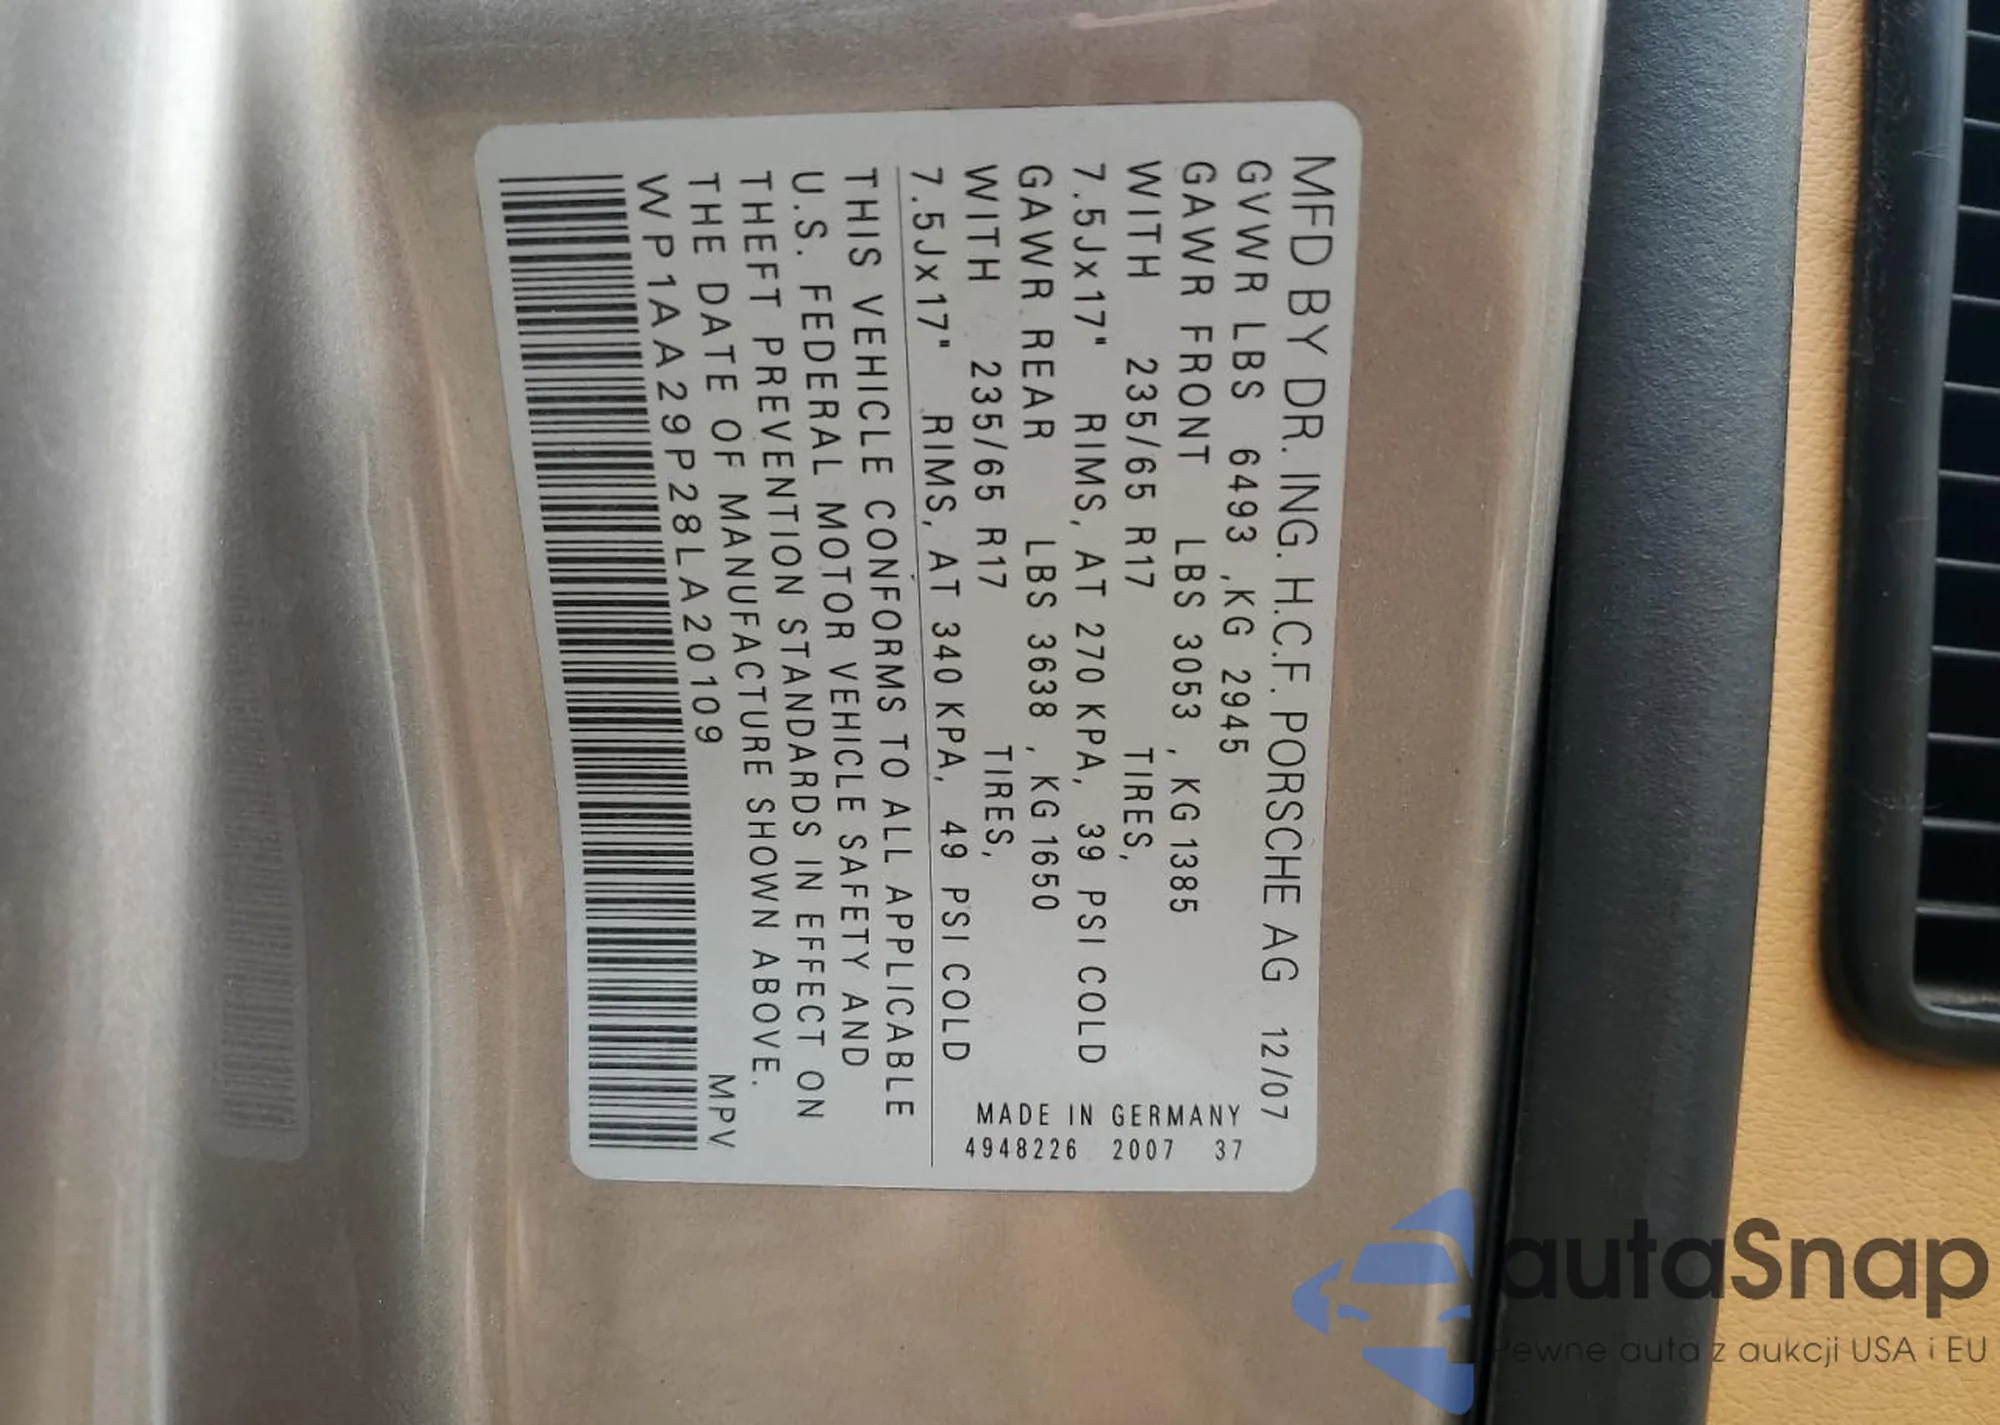 MFD BY DR. ING. H.C.F. PORSCHE AG 12/07
GVWR LBS 6493 ,KG 2945
GAWR FRONT LBS 3053 , KG 1385
WITH 235/65 R17 TIRES,
7.5Jx17" RIMS, AT 270 KPA, 39 PSI COLD
GAWR REAR LBS 3638 , KG 1650
WITH 235/65 R17 TIRES,
7.5Jx17" RIMS, AT 340 KPA, 49 PSI COLD
MADE IN GERMANY
4948226 2007 37
THIS VEHICLE CONFORMS TO ALL APPLICABLE
U.S. FEDERAL MOTOR VEHICLE SAFETY AND
THEFT PREVENTION STANDARDS IN EFFECT ON
THE DATE OF MANUFACTURE SHOWN ABOVE.
WP1AA29P28LA20109 MPV
autaSnap
Pewne auta z aukcji USA i EU